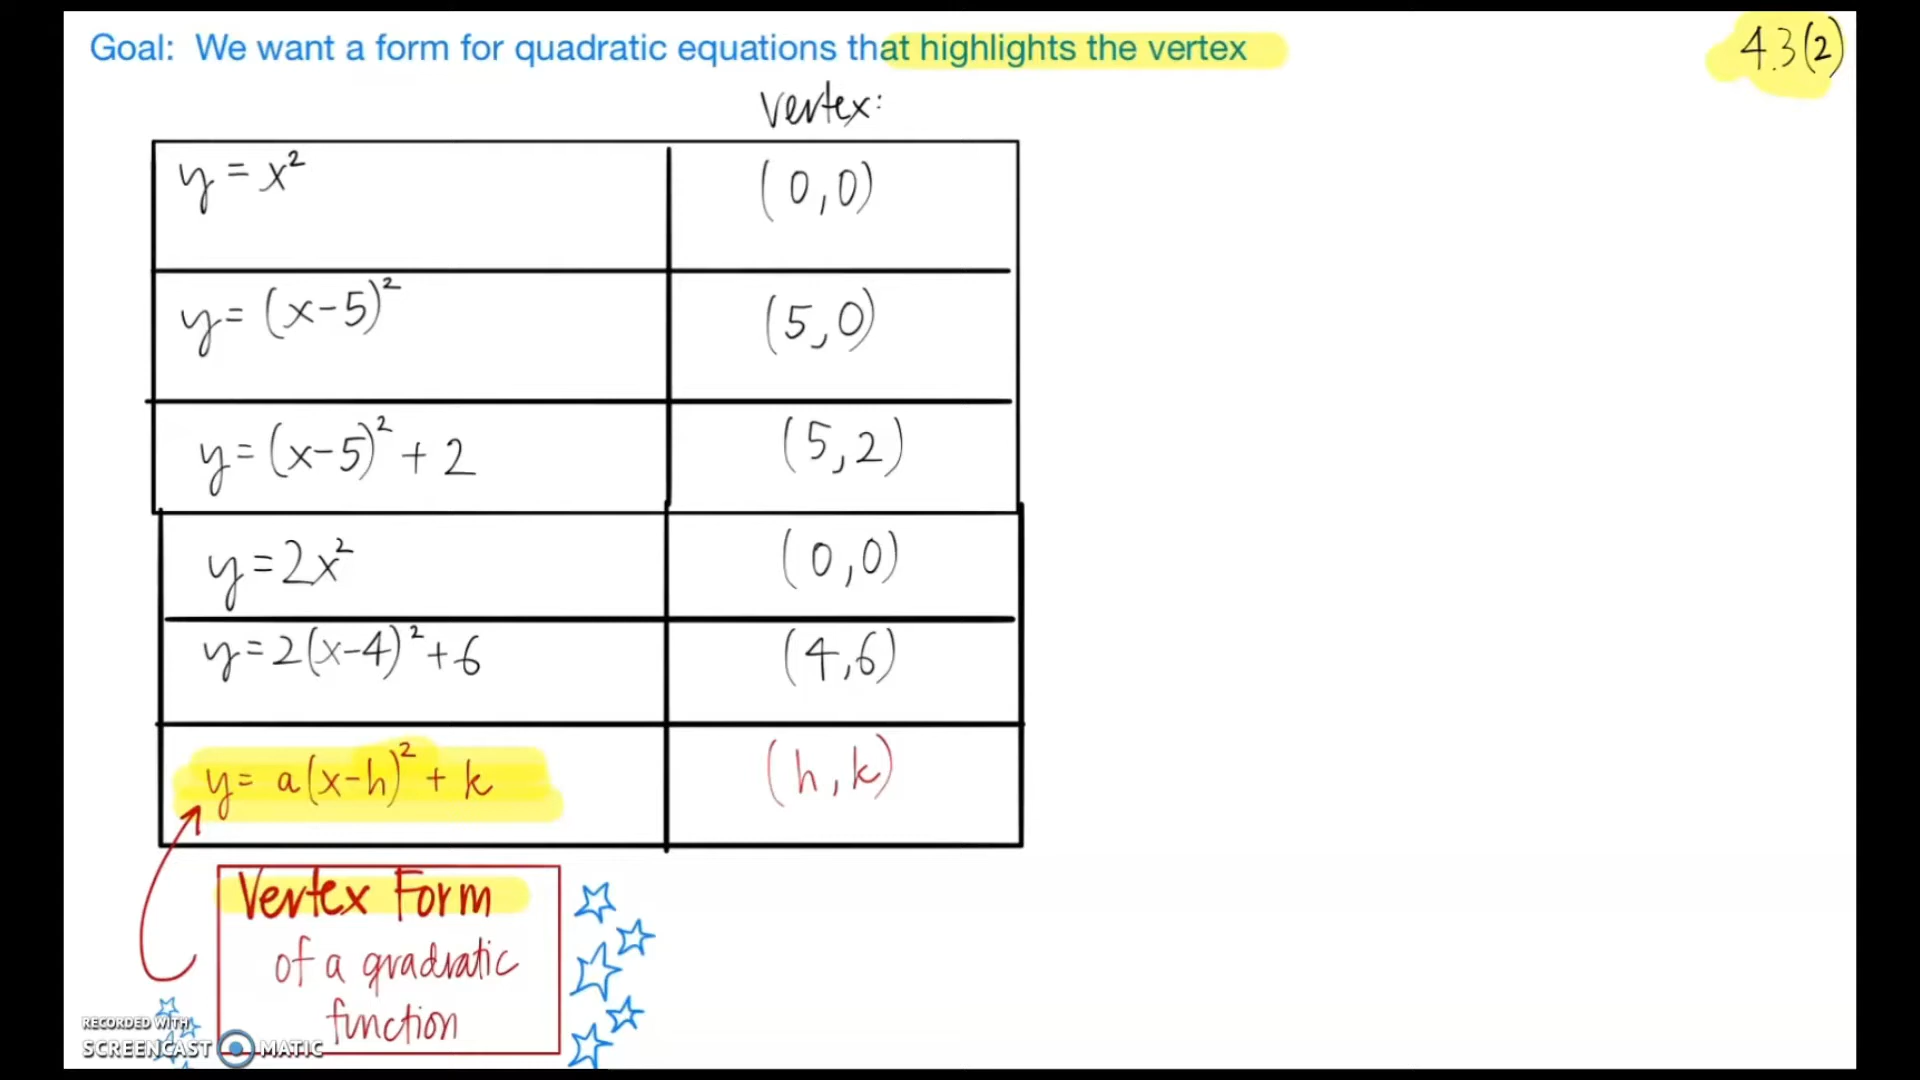 Goal: We want a form for quadratic equations that highlights the vertex
4.3(2)
Vertex:
y = x² (0,0)
y = (x-5)² (5,0)
y = (x-5)² + 2 (5,2)
y = 2x² (0,0)
y = 2(x-4)² + 6 (4,6)
y = a(x-h)² + k (h,k)
Vertex Form
of a quadratic
function
RECORDED WITH
SCREENCAST MATIC